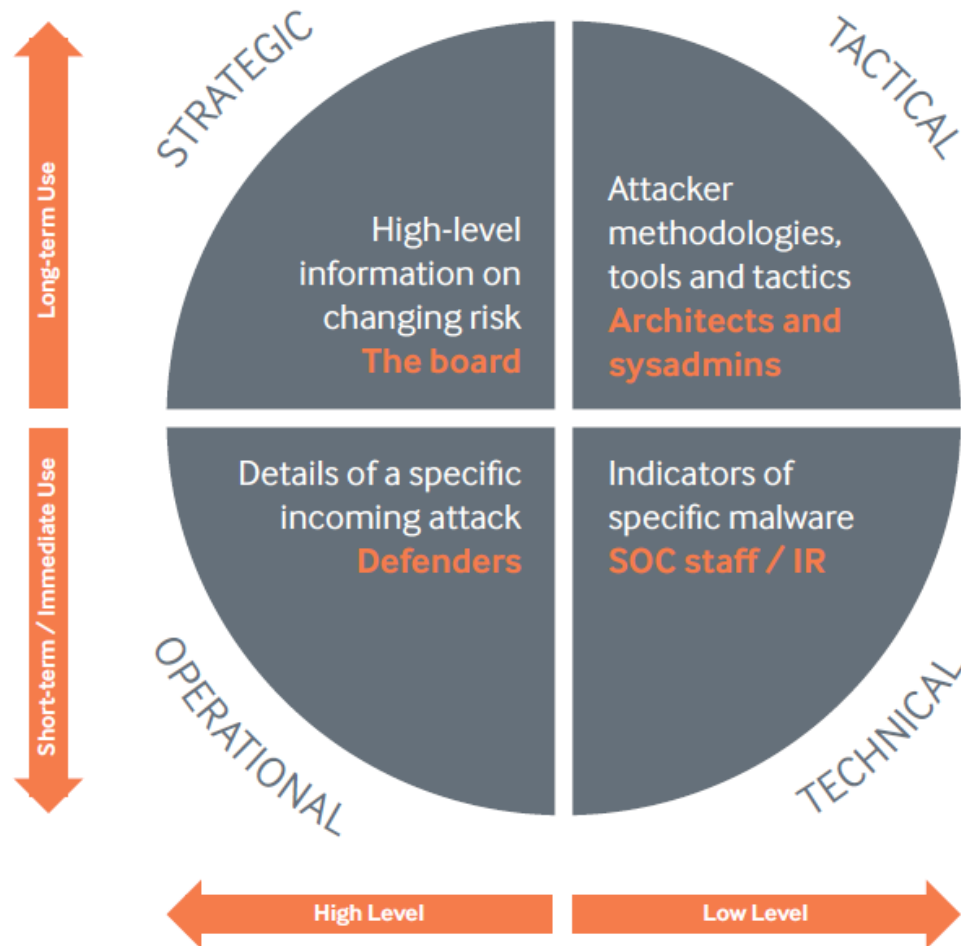 STRATEGIC
TACTICAL
Long-term Use
High-level
information on
changing risk
The board
Attacker
methodologies,
tools and tactics
Architects and
sysadmins
Short-term / Immediate Use
Details of a specific
incoming attack
Defenders
Indicators of
specific malware
SOC staff / IR
OPERATIONAL
TECHNICAL
High Level
Low Level